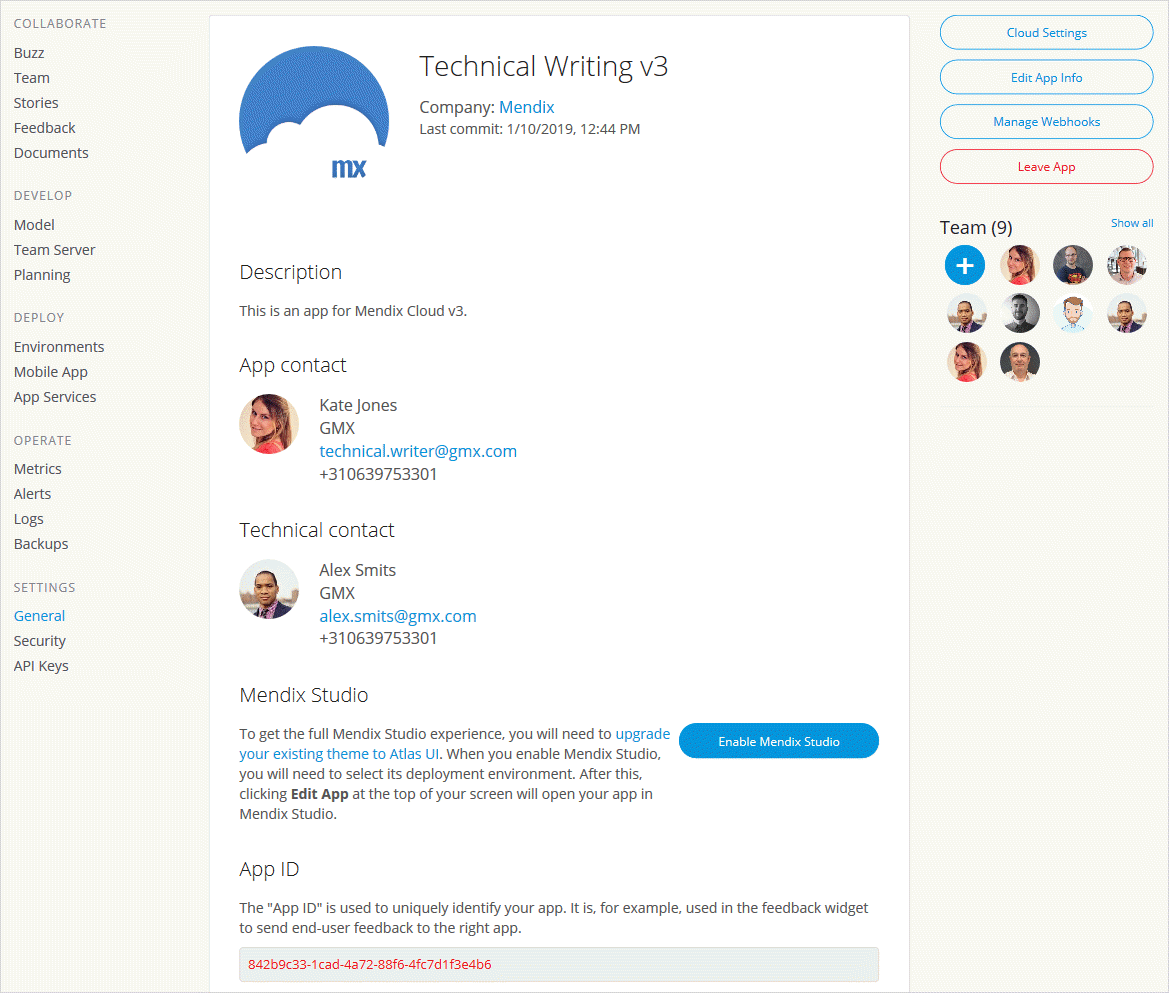 COLLABORATE
Buzz
Team
Stories
Feedback
Documents
DEVELOP
Model
Team Server
Planning
DEPLOY
Environments
Mobile App
App Services
OPERATE
Metrics
Alerts
Logs
Backups
SETTINGS
General
Security
API Keys
mx
Technical Writing v3
Company: Mendix
Last commit: 1/10/2019, 12:44 PM
Description
This is an app for Mendix Cloud v3.
App contact
Kate Jones
GMX
technical.writer@gmx.com
+310639753301
Technical contact
Alex Smits
GMX
alex.smits@gmx.com
+310639753301
Mendix Studio
To get the full Mendix Studio experience, you will need to upgrade
your existing theme to Atlas UI. When you enable Mendix Studio,
you will need to select its deployment environment. After this,
clicking Edit App at the top of your screen will open your app in
Mendix Studio.
Enable Mendix Studio
App ID
The "App ID" is used to uniquely identify your app. It is, for example, used in the feedback widget
to send end-user feedback to the right app.
842b9c33-1cad-4a72-88f6-4fc7d1f3e4b6
Cloud Settings
Edit App Info
Manage Webhooks
Leave App
Team (9)
Show all